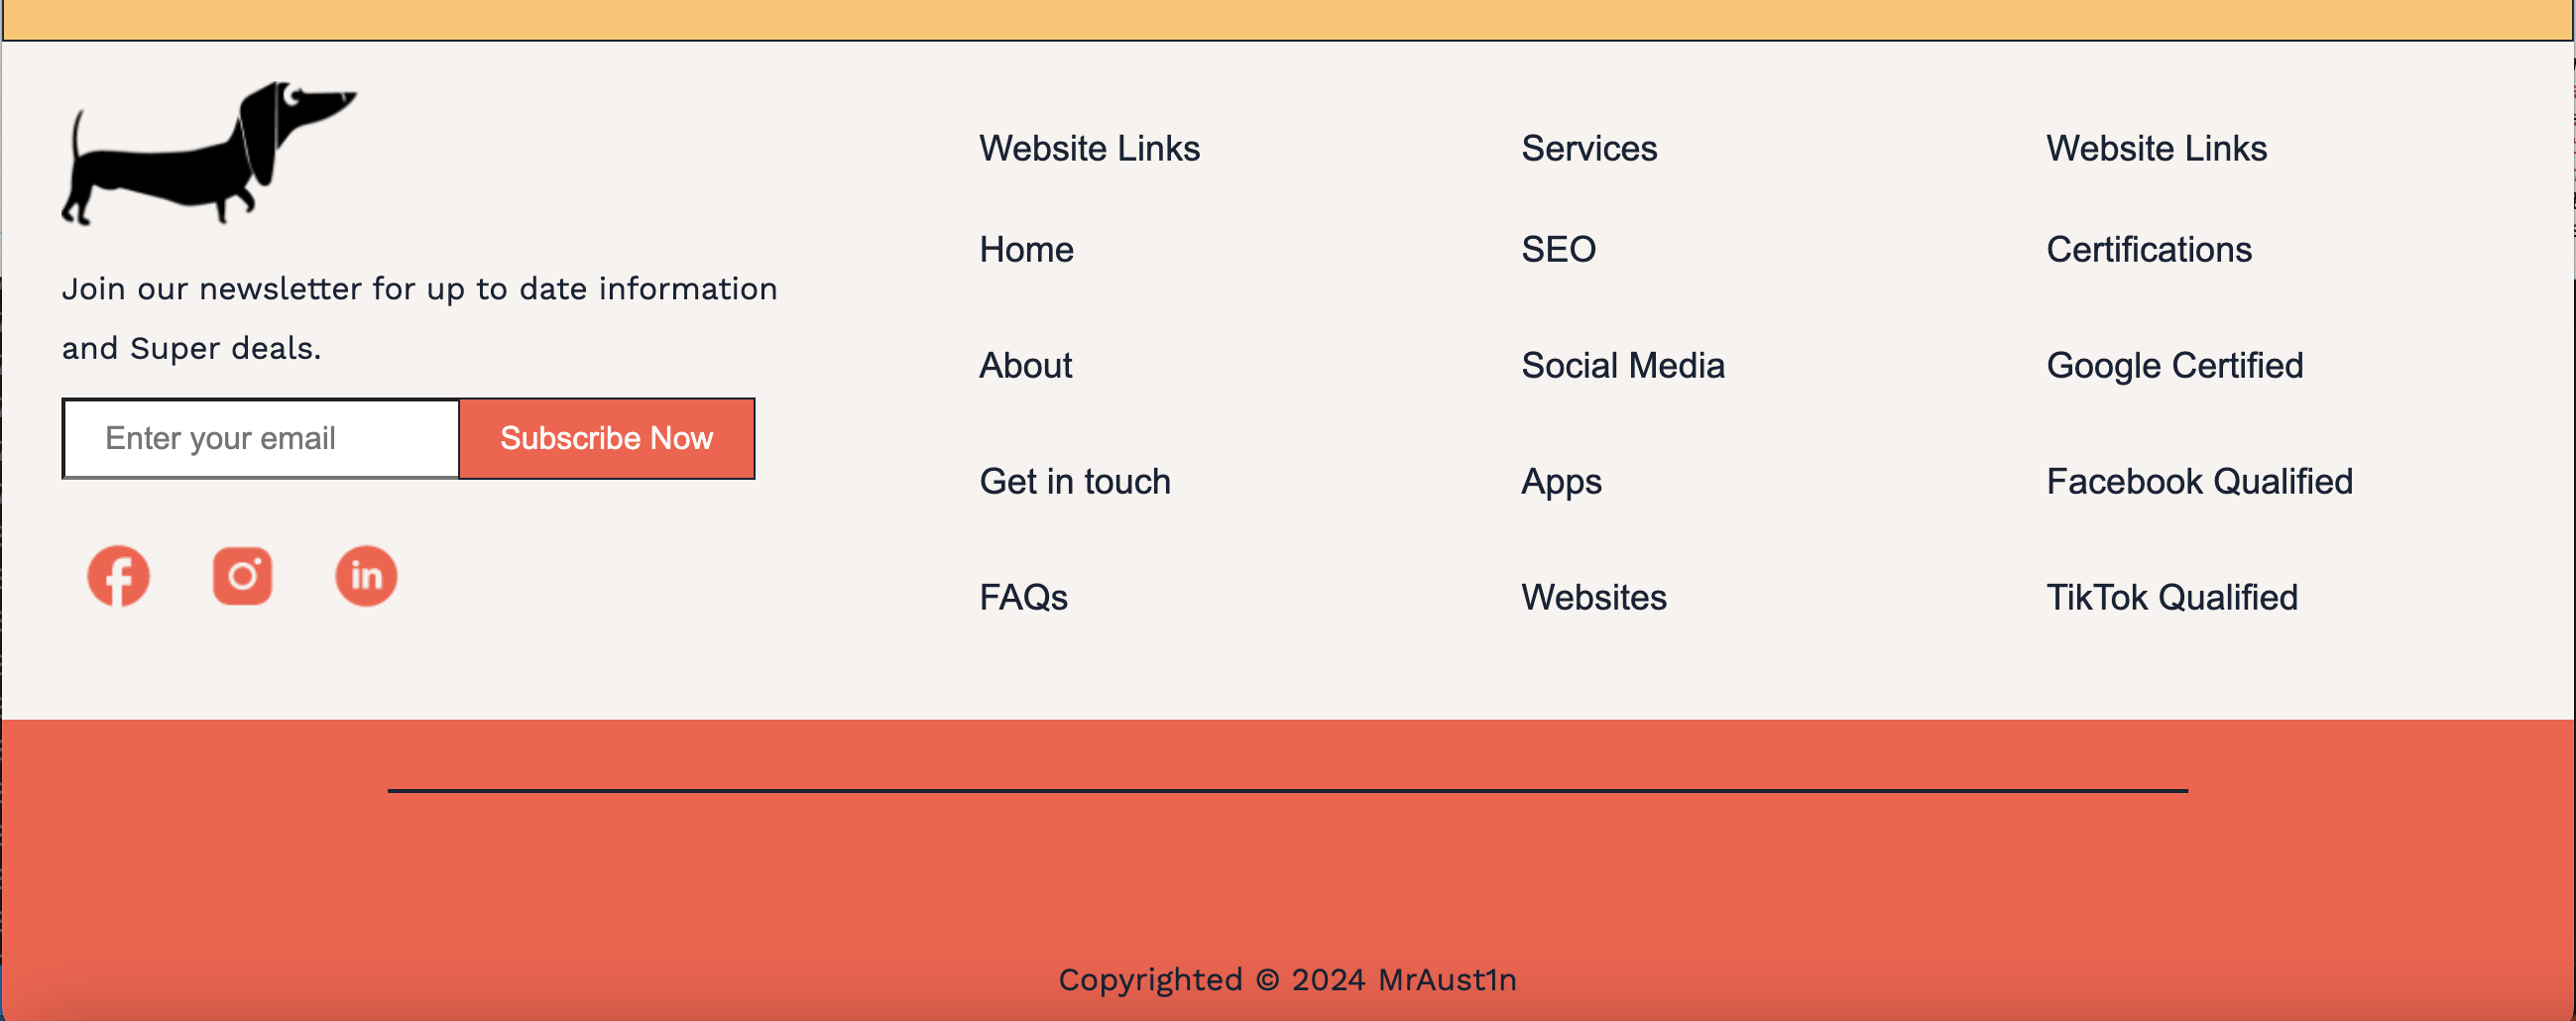 Join our newsletter for up to date information
and Super deals.
Enter your email
Subscribe Now
Website Links
Home
About
Get in touch
FAQs
Services
SEO
Social Media
Apps
Websites
Website Links
Certifications
Google Certified
Facebook Qualified
TikTok Qualified
Copyrighted © 2024 MrAust1n